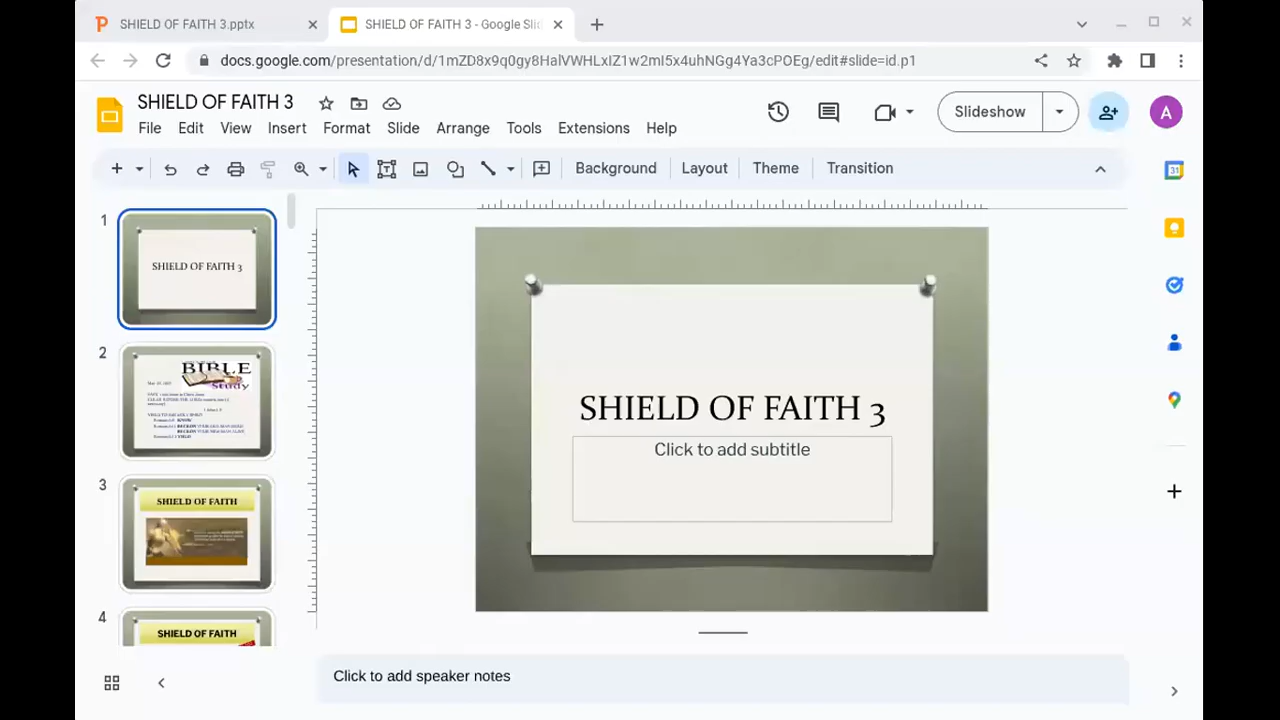 SHIELD OF FAITH 3.pptx
SHIELD OF FAITH 3 - Google Slid
docs.google.com/presentation/d/1mZD8x9q0gy8HalVWHLxIZ1w2mI5x4uhNGg4Ya3cPOEg/edit#slide=id.p1
SHIELD OF FAITH 3
Slideshow
A
File Edit View Insert Format Slide Arrange Tools Extensions Help
Background Layout Theme Transition
31
1
SHIELD OF FAITH 3
2
BIBLE
Study
3
SHIELD OF FAITH
4
SHIELD OF FAITH
SHIELD OF FAITH 3
Click to add subtitle
Click to add speaker notes